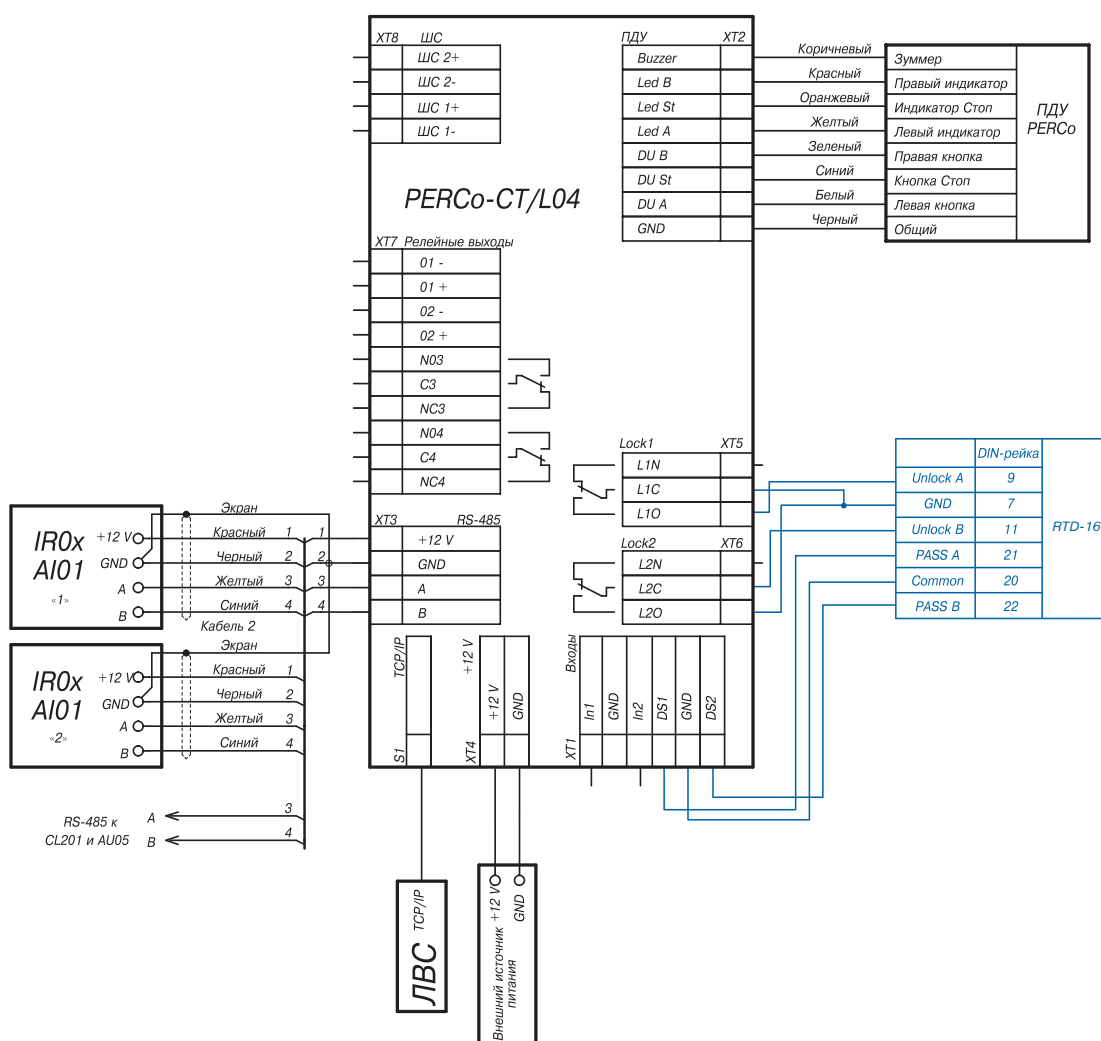 XT8 ШС
ШС 2+
ШС 2-
ШС 1+
ШС 1-
ПДУ XT2
Buzzer
Led B
Led St
Led A
DU B
DU St
DU A
GND
Коричневый
Красный
Оранжевый
Желтый
Зеленый
Синий
Белый
Черный
Зуммер
Правый индикатор
Индикатор Стоп
Левый индикатор
Правая кнопка
Кнопка Стоп
Левая кнопка
Общий
ПДУ
PERCo
PERCo-CT/L04
XT7 Релейные выходы
01 -
01 +
02 -
02 +
N03
C3
NC3
N04
C4
NC4
Lock1 XT5
L1N
L1C
L1O
Lock2 XT6
L2N
L2C
L2O
DIN-рейка
Unlock A 9
GND 7
Unlock B 11
PASS A 21
Common 20
PASS B 22
RTD-16
XT3 RS-485
+12 V
GND
A
B
IR0x
AI01
«1»
+12 V
GND
A
B
Экран
Красный 1 1
Черный 2 2
Желтый 3 3
Синий 4 4
Кабель 2
IR0x
AI01
«2»
+12 V
GND
A
B
Экран
Красный 1
Черный 2
Желтый 3
Синий 4
RS-485 к
CL201 и AU05
A 3
B 4
TCP/IP
S1
+12 V
+12 V
GND
XT4
Входы
In1
GND
In2
DS1
GND
DS2
XT1
ЛВС TCP/IP
Внешний источник
питания
+12 V
GND